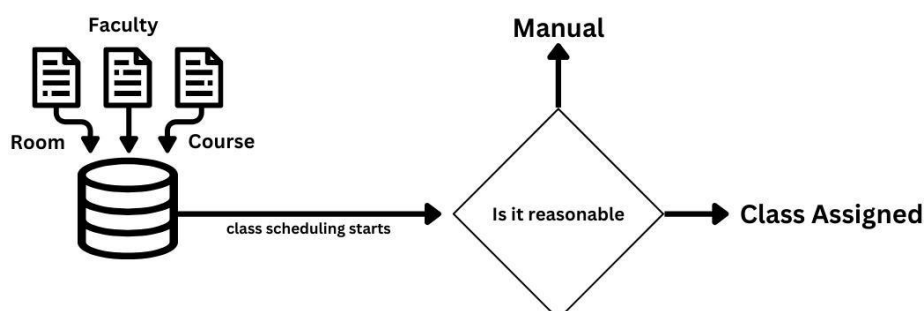 Faculty
Manual
Room
Course
class scheduling starts
Is it reasonable
Class Assigned